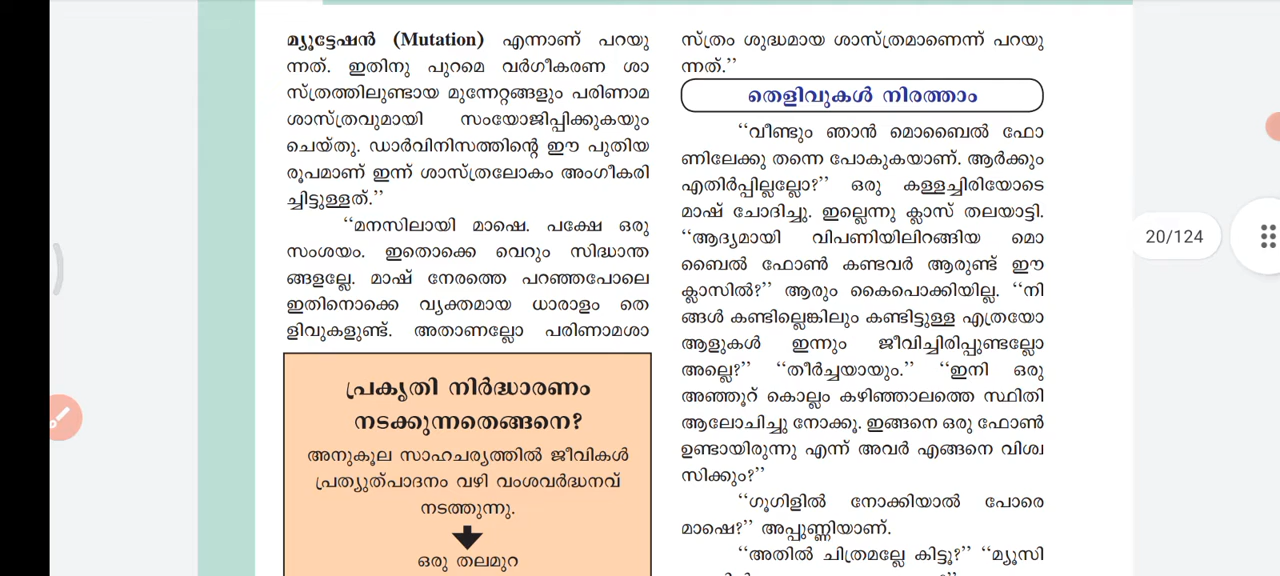 മ്യൂട്ടേഷൻ (Mutation) എന്നാണ് പറയു
ന്നത്. ഇതിനു പുറമെ വർഗീകരണ ശാ
സ്ത്രത്തിലുണ്ടായ മുന്നേറ്റങ്ങളും പരിണാമ
ശാസ്ത്രവുമായി സംയോജിപ്പിക്കുകയും
ചെയ്തു. ഡാർവിനിസത്തിന്റെ ഈ പുതിയ
രൂപമാണ് ഇന്ന് ശാസ്ത്രലോകം അംഗീകരി
ച്ചിട്ടുള്ളത്.’’
‘‘മനസിലായി മാഷെ. പക്ഷേ ഒരു
സംശയം. ഇതൊക്കെ വെറും സിദ്ധാന്ത
ങ്ങളല്ലേ. മാഷ് നേരത്തെ പറഞ്ഞപോലെ
ഇതിനൊക്കെ വ്യക്തമായ ധാരാളം തെ
ളിവുകളുണ്ട്. അതാണല്ലോ പരിണാമശാ
പ്രകൃതി നിർദ്ധാരണം
നടക്കുന്നതെങ്ങനെ?
അനുകൂല സാഹചര്യത്തിൽ ജീവികൾ
പ്രത്യുത്പാദനം വഴി വംശവർദ്ധനവ്
നടത്തുന്നു.
ഒരു തലമുറ
സ്ത്രം ശുദ്ധമായ ശാസ്ത്രമാണെന്ന് പറയു
ന്നത്.’’
തെളിവുകൾ നിരത്താം
‘‘വീണ്ടും ഞാൻ മൊബൈൽ ഫോ
ണിലേക്കു തന്നെ പോകുകയാണ്. ആർക്കും
എതിർപ്പില്ലല്ലോ?’’ ഒരു കള്ളച്ചിരിയോടെ
മാഷ് ചോദിച്ചു. ഇല്ലെന്നു ക്ലാസ് തലയാട്ടി.
‘‘ആദ്യമായി വിപണിയിലിറങ്ങിയ മൊ
ബൈൽ ഫോൺ കണ്ടവർ ആരുണ്ട് ഈ
ക്ലാസിൽ?’’ ആരും കൈപൊക്കിയില്ല. ‘‘നി
ങ്ങൾ കണ്ടില്ലെങ്കിലും കണ്ടിട്ടുള്ള എത്രയോ
ആളുകൾ ഇന്നും ജീവിച്ചിരിപ്പുണ്ടല്ലോ
അല്ലെ?’’ ‘‘തീർച്ചയായും.’’ ‘‘ഇനി ഒരു
അഞ്ഞൂറ് കൊല്ലം കഴിഞ്ഞാലത്തെ സ്ഥിതി
ആലോചിച്ചു നോക്കൂ. ഇങ്ങനെ ഒരു ഫോൺ
ഉണ്ടായിരുന്നു എന്ന് അവർ എങ്ങനെ വിശ്വ
സിക്കും?’’
‘‘ഗൂഗിളിൽ നോക്കിയാൽ പോരെ
മാഷെ?’’ അപ്പുണ്ണിയാണ്.
‘‘അതിൽ ചിത്രമല്ലേ കിട്ടൂ?’’ ‘‘മ്യൂസി
20/124